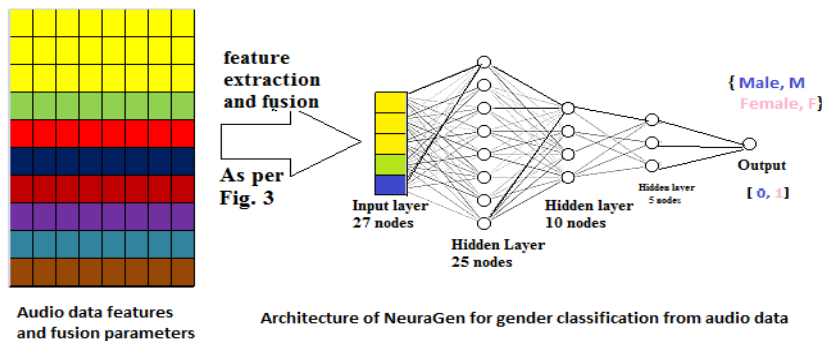 feature
extraction
and fusion
As per
Fig. 3
Input layer
27 nodes
Hidden Layer
25 nodes
Hidden layer
10 nodes
Hidden layer
5 nodes
{ Male, M
Female, F}
Output
[ 0, 1]
Audio data features
and fusion parameters
Architecture of NeuraGen for gender classification from audio data